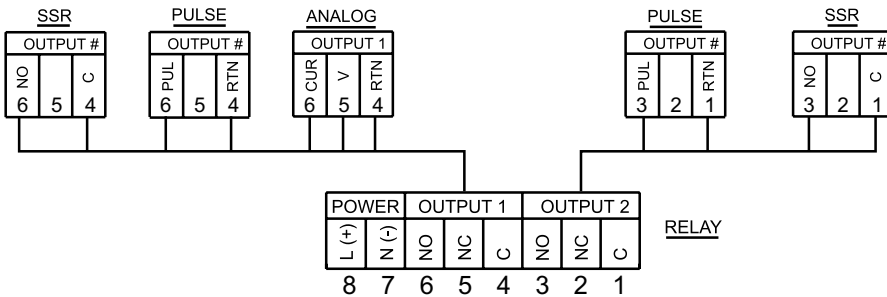 SSR PULSE ANALOG PULSE SSR
OUTPUT # OUTPUT # OUTPUT 1 OUTPUT # OUTPUT #
NO C PUL RTN CUR V RTN PUL RTN NO C
6 5 4 6 5 4 6 5 4 3 2 1 3 2 1
POWER OUTPUT 1 OUTPUT 2
RELAY
L (+) N (-) NO NC C NO NC C
8 7 6 5 4 3 2 1